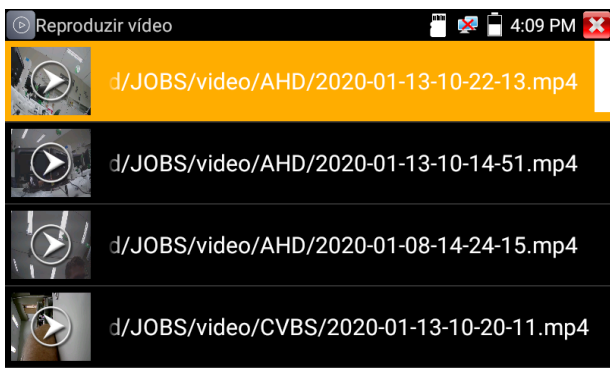 Reproduzir vídeo
4:09 PM
d/JOBS/video/AHD/2020-01-13-10-22-13.mp4
d/JOBS/video/AHD/2020-01-13-10-14-51.mp4
d/JOBS/video/AHD/2020-01-08-14-24-15.mp4
d/JOBS/video/CVBS/2020-01-13-10-20-11.mp4